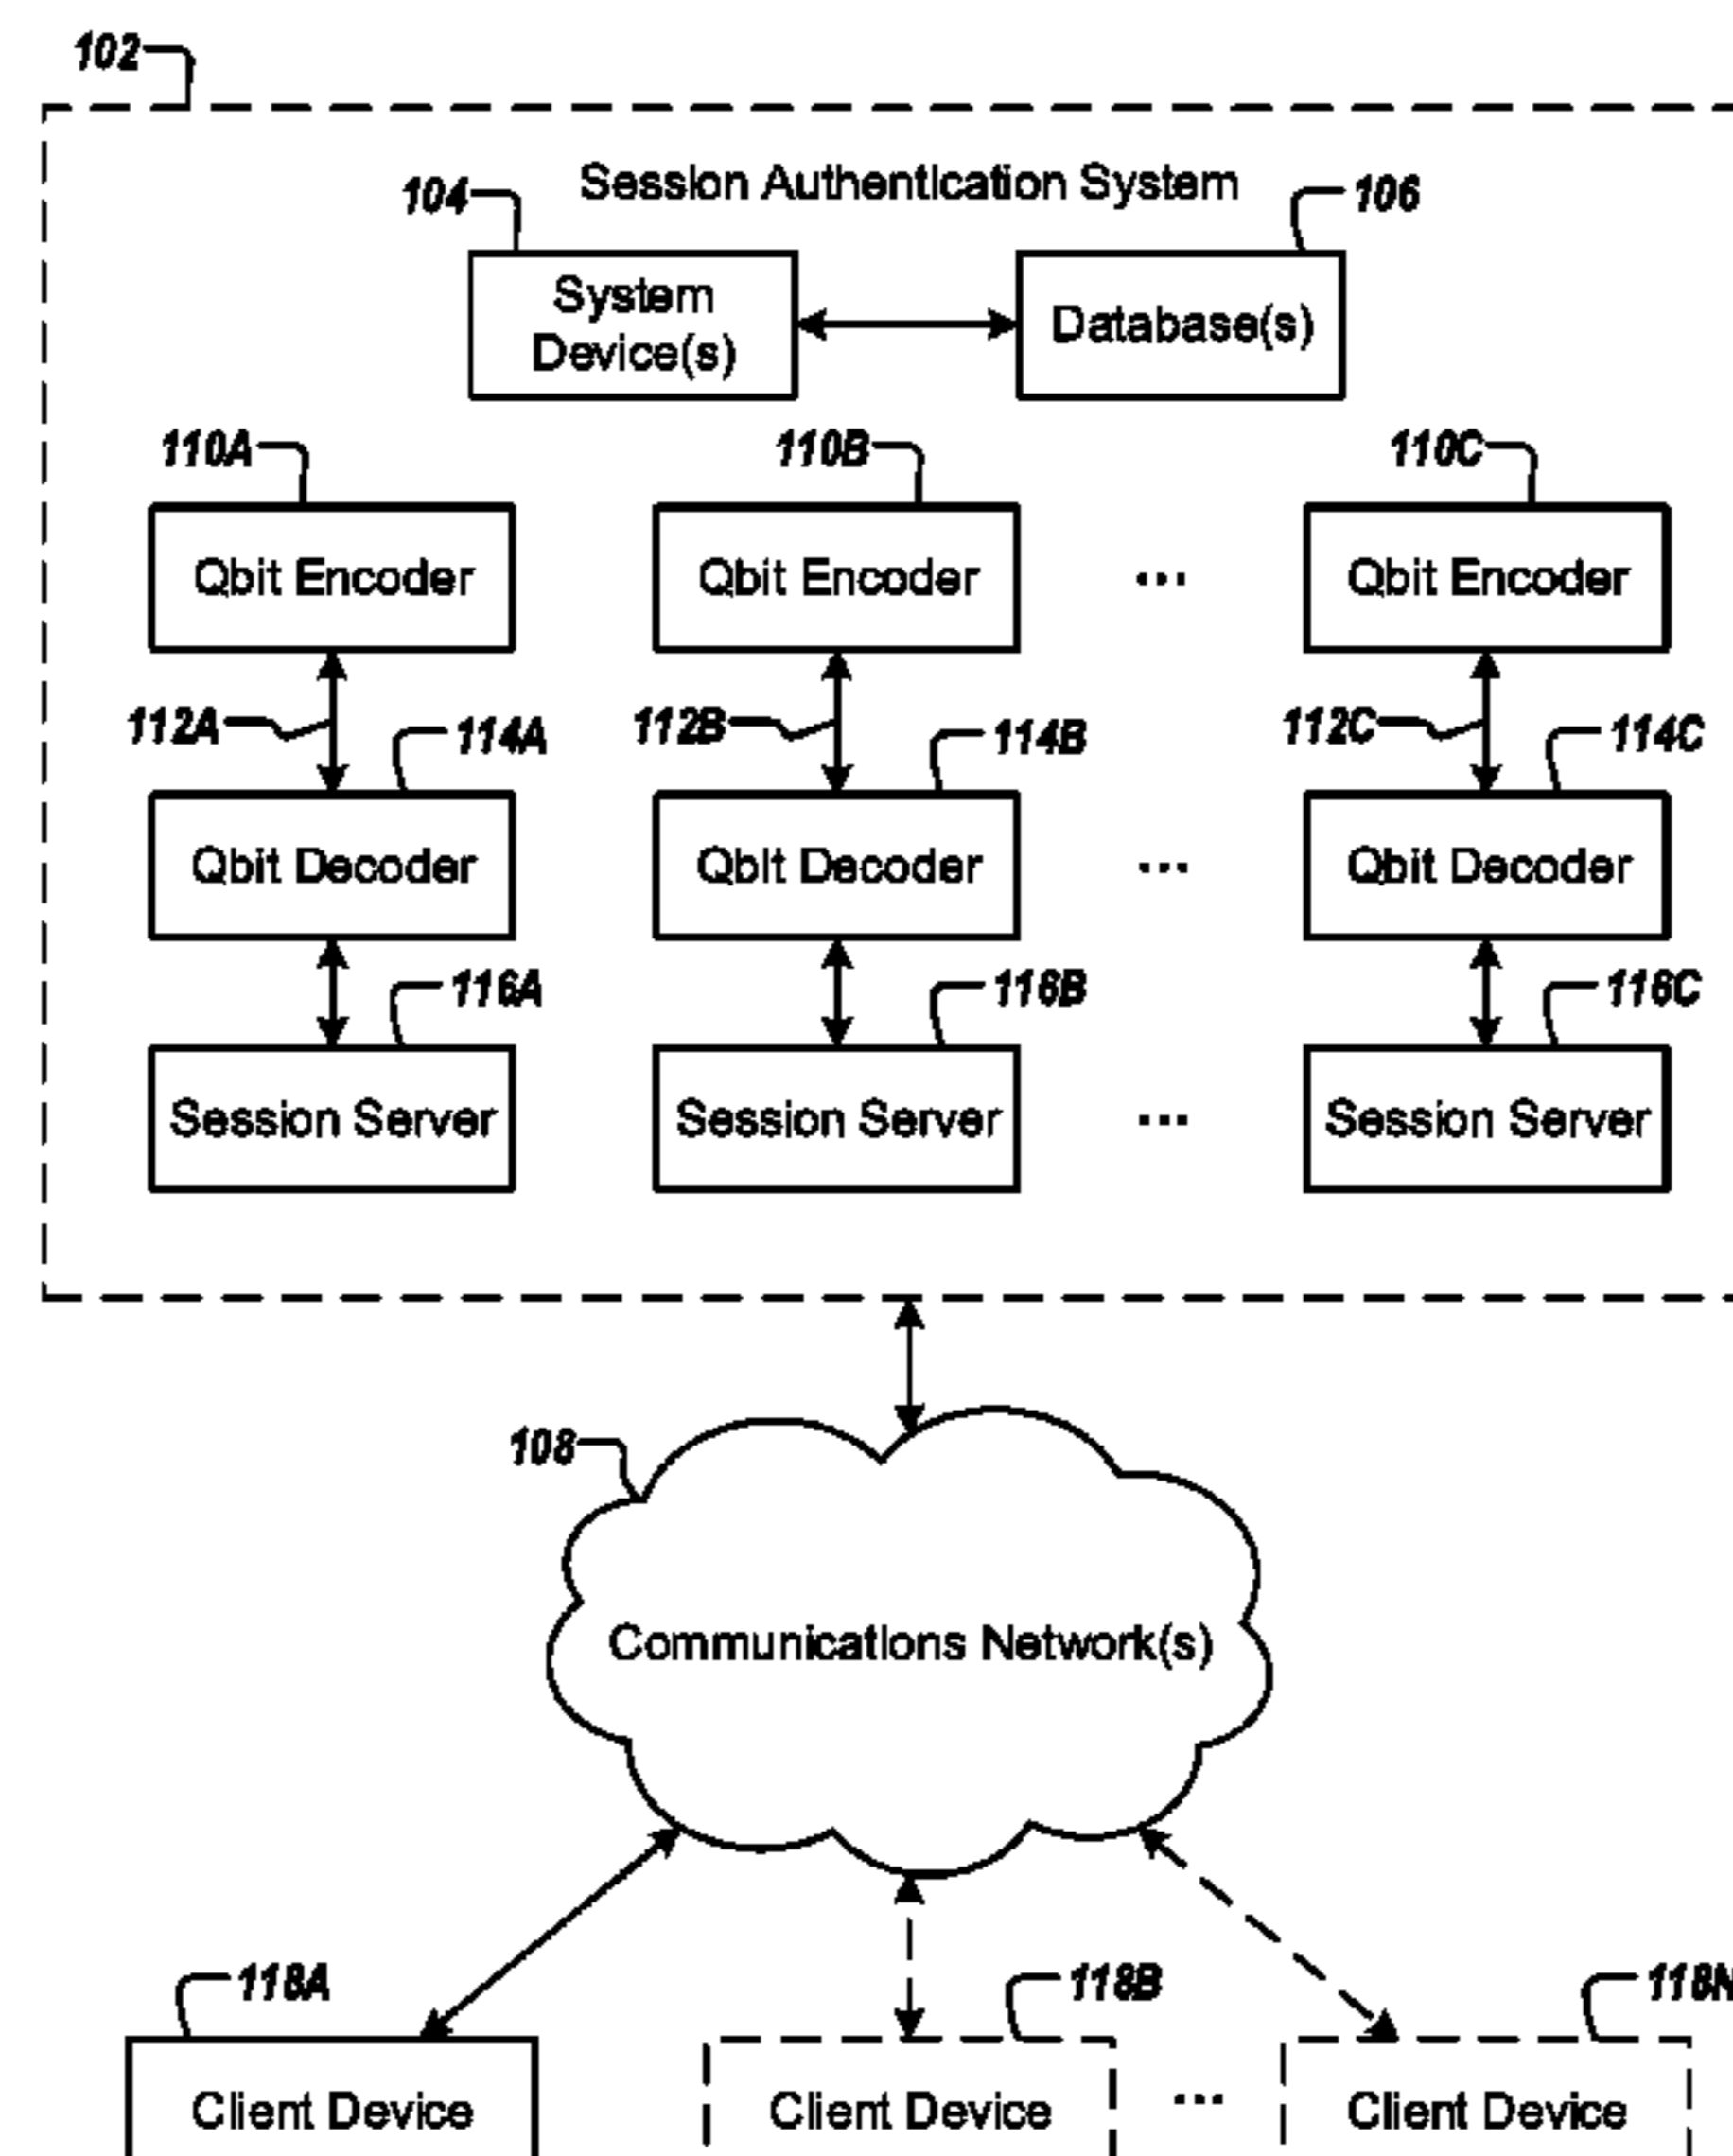 102
Session Authentication System
104
106
System
Device(s)
Database(s)
110A
110B
110C
Qbit Encoder
Qbit Encoder
...
Qbit Encoder
112A
114A
112B
114B
112C
114C
Qbit Decoder
Qbit Decoder
...
Qbit Decoder
116A
116B
116C
Session Server
Session Server
...
Session Server
108
Communications Network(s)
118A
118B
118N
Client Device
Client Device
...
Client Device